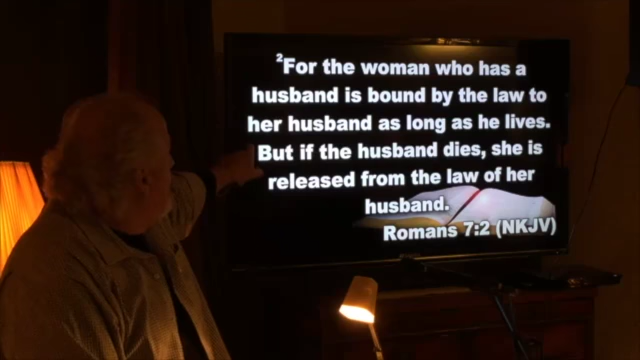 ²For the woman who has a
husband is bound by the law to
her husband as long as he lives.
But if the husband dies, she is
released from the law of her
husband.
Romans 7:2 (NKJV)